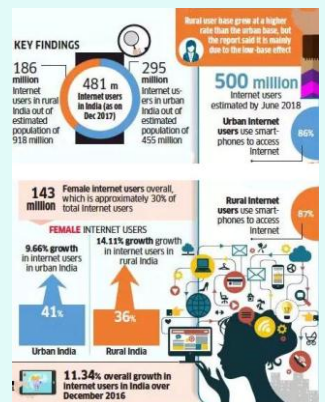 Rural user base grew at a higher
rate than the urban base, but
the report said it is mainly
due to the low-base effect
KEY FINDINGS
186
million
Internet
users in rural
India out of
estimated
population of
918 million
481 m
Internet users
in India (as on
Dec 2017)
295
million
Internet us-
ers in urban
India out of
estimated
population of
455 million
500 million
Internet users
estimated by June 2018
Urban Internet
users use smart-
phones to access
Internet
86%
143
million
Female internet users overall,
which is approximately 30% of
total Internet users
FEMALE INTERNET USERS
9.66% growth
in internet users
in urban India
14.11% growth growth
in internet users in
rural India
41%
Urban India
36%
Rural India
Rural Internet
users use smart-
phones to access
Internet
87%
11.34% overall growth in
Internet users in India over
December 2016